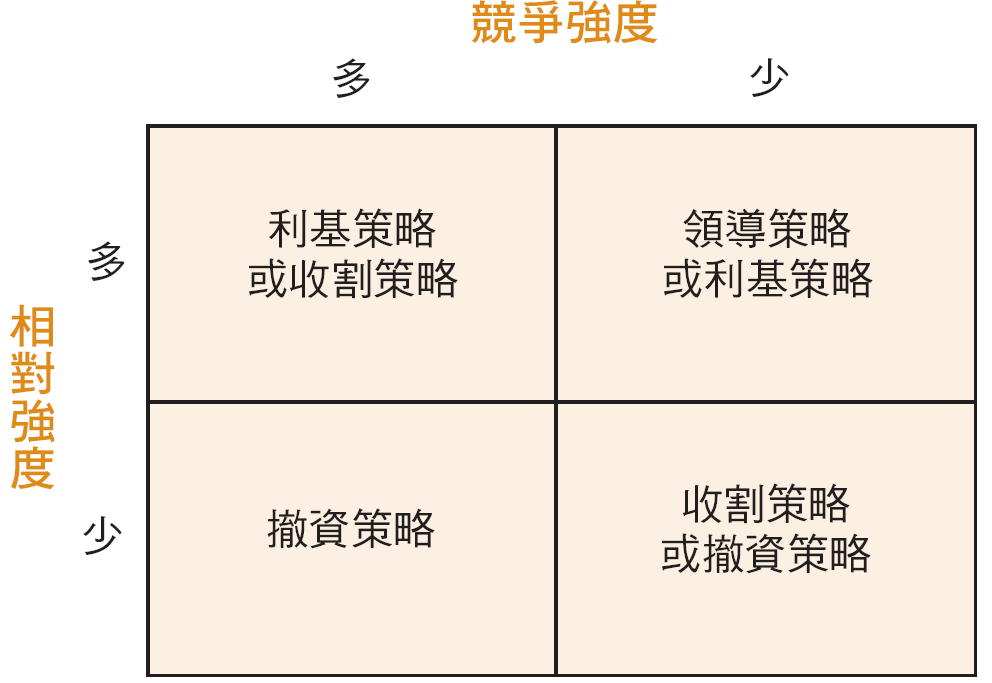 競爭強度
多
少
多
利基策略
或收割策略
領導策略
或利基策略
相對強度
少
撤資策略
收割策略
或撤資策略